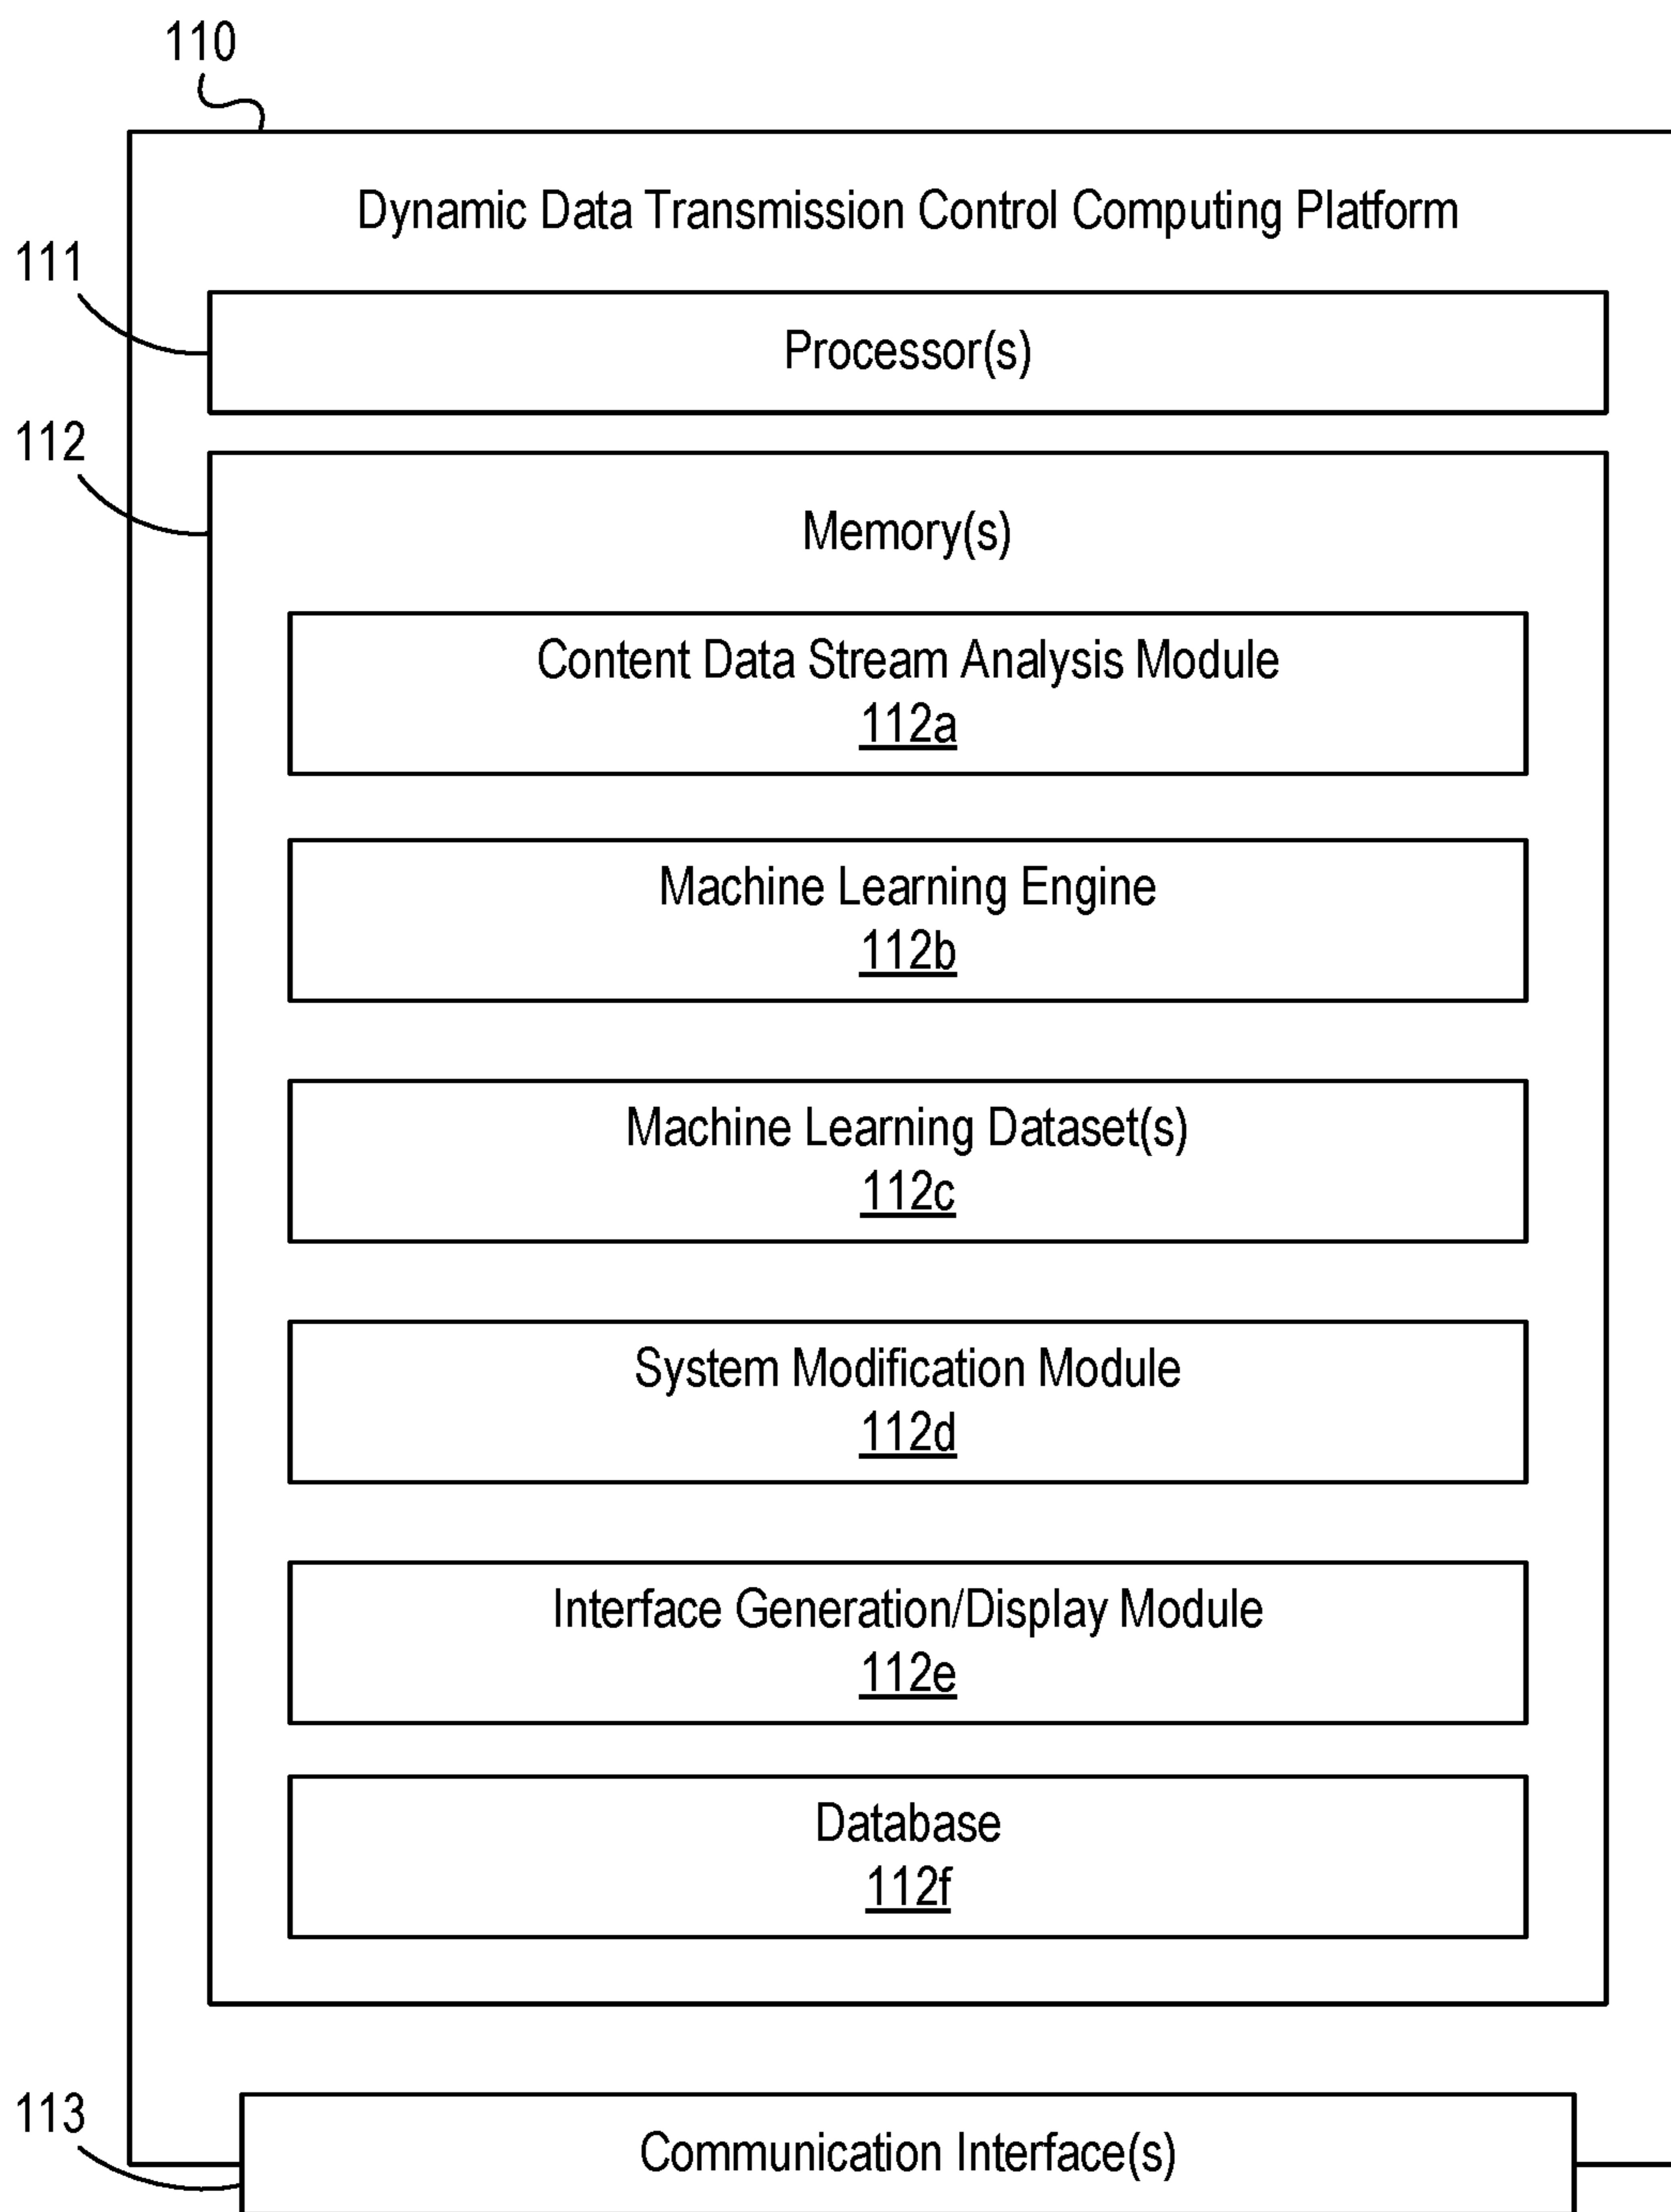 110
Dynamic Data Transmission Control Computing Platform
111
Processor(s)
112
Memory(s)
Content Data Stream Analysis Module
112a
Machine Learning Engine
112b
Machine Learning Dataset(s)
112c
System Modification Module
112d
Interface Generation/Display Module
112e
Database
112f
113
Communication Interface(s)